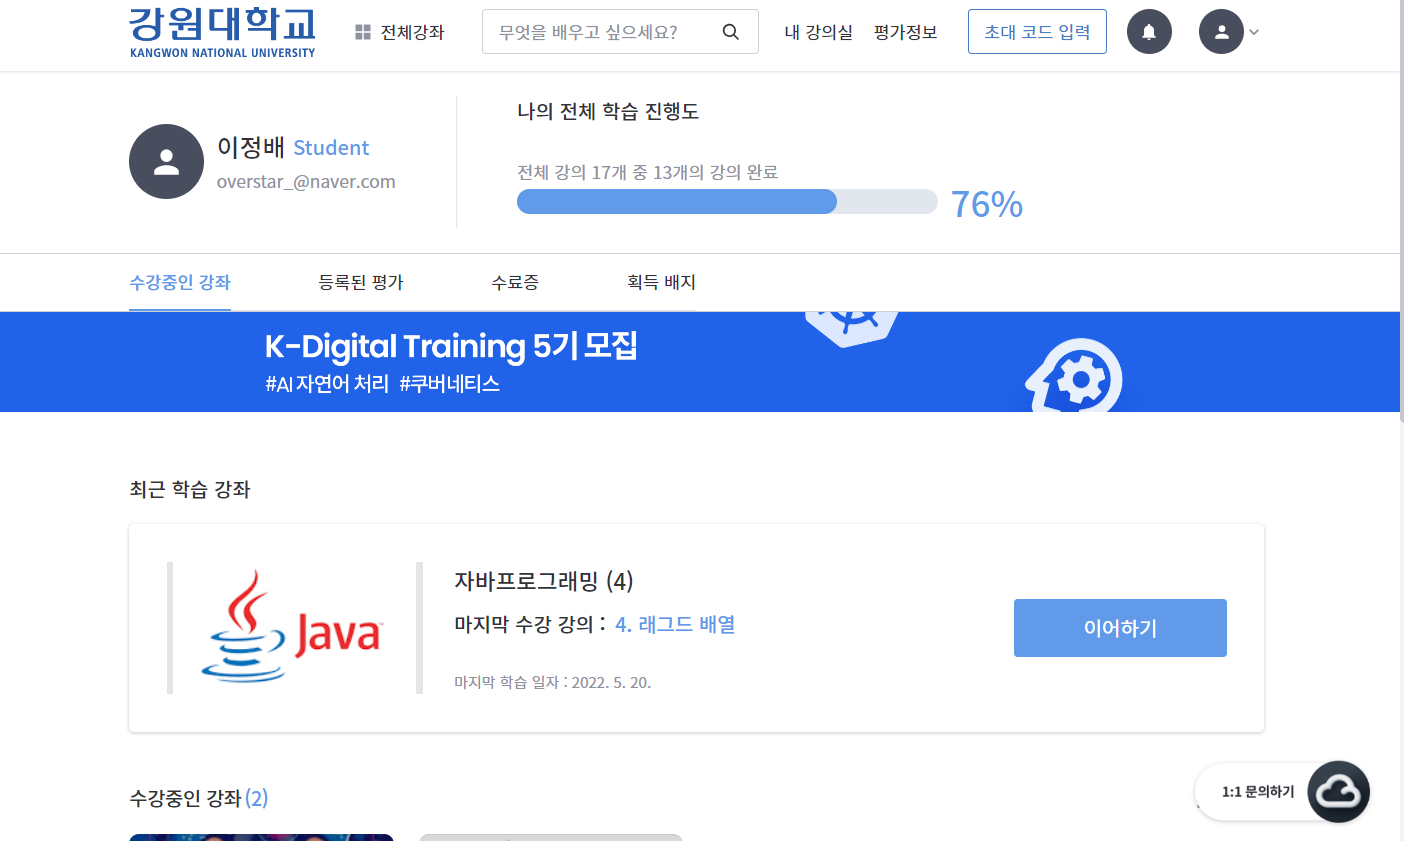 강원대학교
KANGWON NATIONAL UNIVERSITY
전체강좌
무엇을 배우고 싶으세요?
내 강의실
평가정보
초대 코드 입력
이정배 Student
overstar_@naver.com
나의 전체 학습 진행도
전체 강의 17개 중 13개의 강의 완료
76%
수강중인 강좌
등록된 평가
수료증
획득 배지
K-Digital Training 5기 모집
#AI 자연어 처리 #쿠버네티스
최근 학습 강좌
Java
자바프로그래밍 (4)
마지막 수강 강의 : 4. 래그드 배열
마지막 학습 일자 : 2022. 5. 20.
이어하기
수강중인 강좌 (2)
1:1 문의하기